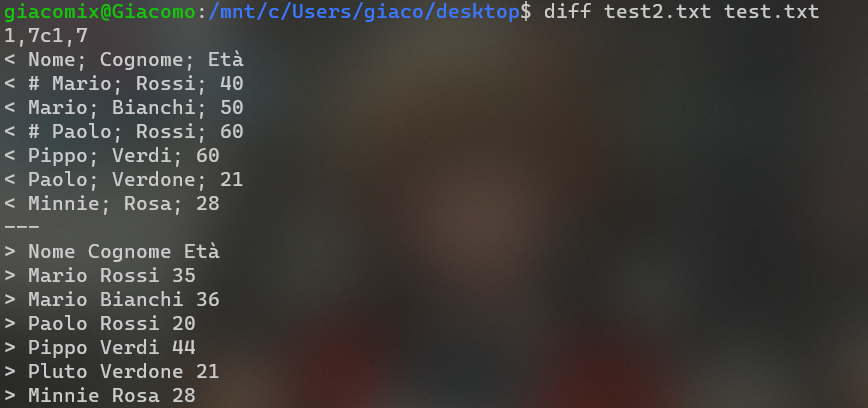 giacomix@Giacomo:/mnt/c/Users/giaco/desktop$ diff test2.txt test.txt
1,7c1,7
< Nome; Cognome; Età
< # Mario; Rossi; 40
< Mario; Bianchi; 50
< # Paolo; Rossi; 60
< Pippo; Verdi; 60
< Paolo; Verdone; 21
< Minnie; Rosa; 28
---
> Nome Cognome Età
> Mario Rossi 35
> Mario Bianchi 36
> Paolo Rossi 20
> Pippo Verdi 44
> Pluto Verdone 21
> Minnie Rosa 28